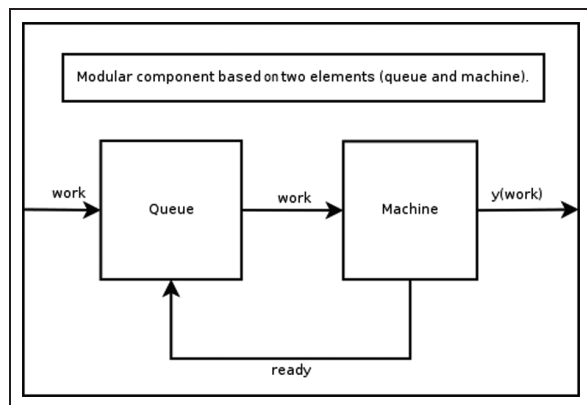 Modular component based on two elements (queue and machine).
work
Queue
work
Machine
y(work)
ready